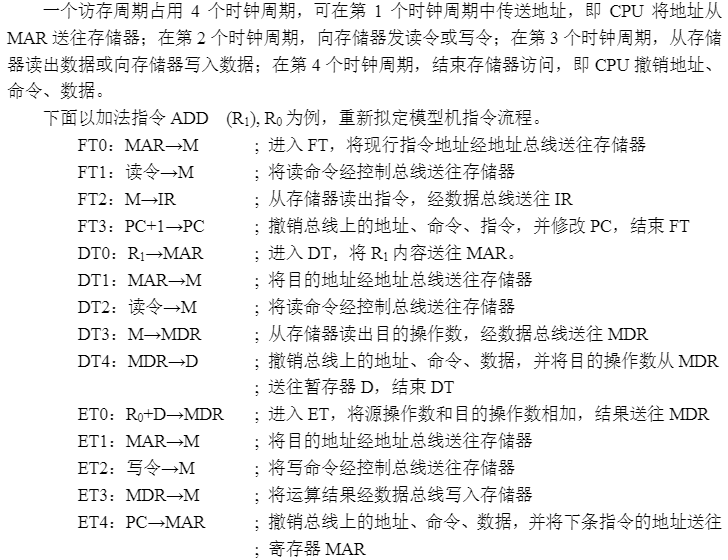 一个访存周期占用 4 个时钟周期，可在第 1 个时钟周期中传送地址，即 CPU 将地址从
MAR 送往存储器；在第 2 个时钟周期，向存储器发读令或写令；在第 3 个时钟周期，从存储
器读出数据或向存储器写入数据；在第 4 个时钟周期，结束存储器访问，即 CPU 撤销地址、
命令、数据。
下面以加法指令 ADD (R₁), R₀ 为例，重新拟定模型机指令流程。
FT0：MAR→M ; 进入 FT，将现行指令地址经地址总线送往存储器
FT1：读令→M ; 将读命令经控制总线送往存储器
FT2：M→IR ; 从存储器读出指令，经数据总线送往 IR
FT3：PC+1→PC ; 撤销总线上的地址、命令、指令，并修改 PC，结束 FT
DT0：R₁→MAR ; 进入 DT，将 R₁ 内容送往 MAR。
DT1：MAR→M ; 将目的地址经地址总线送往存储器
DT2：读令→M ; 将读命令经控制总线送往存储器
DT3：M→MDR ; 从存储器读出目的操作数，经数据总线送往 MDR
DT4：MDR→D ; 撤销总线上的地址、命令、数据，并将目的操作数从 MDR
; 送往暂存器 D，结束 DT
ET0：R₀+D→MDR ; 进入 ET，将源操作数和目的操作数相加，结果送往 MDR
ET1：MAR→M ; 将目的地址经地址总线送往存储器
ET2：写令→M ; 将写命令经控制总线送往存储器
ET3：MDR→M ; 将运算结果经数据总线写入存储器
ET4：PC→MAR ; 撤销总线上的地址、命令、数据，并将下条指令的地址送往
; 寄存器 MAR